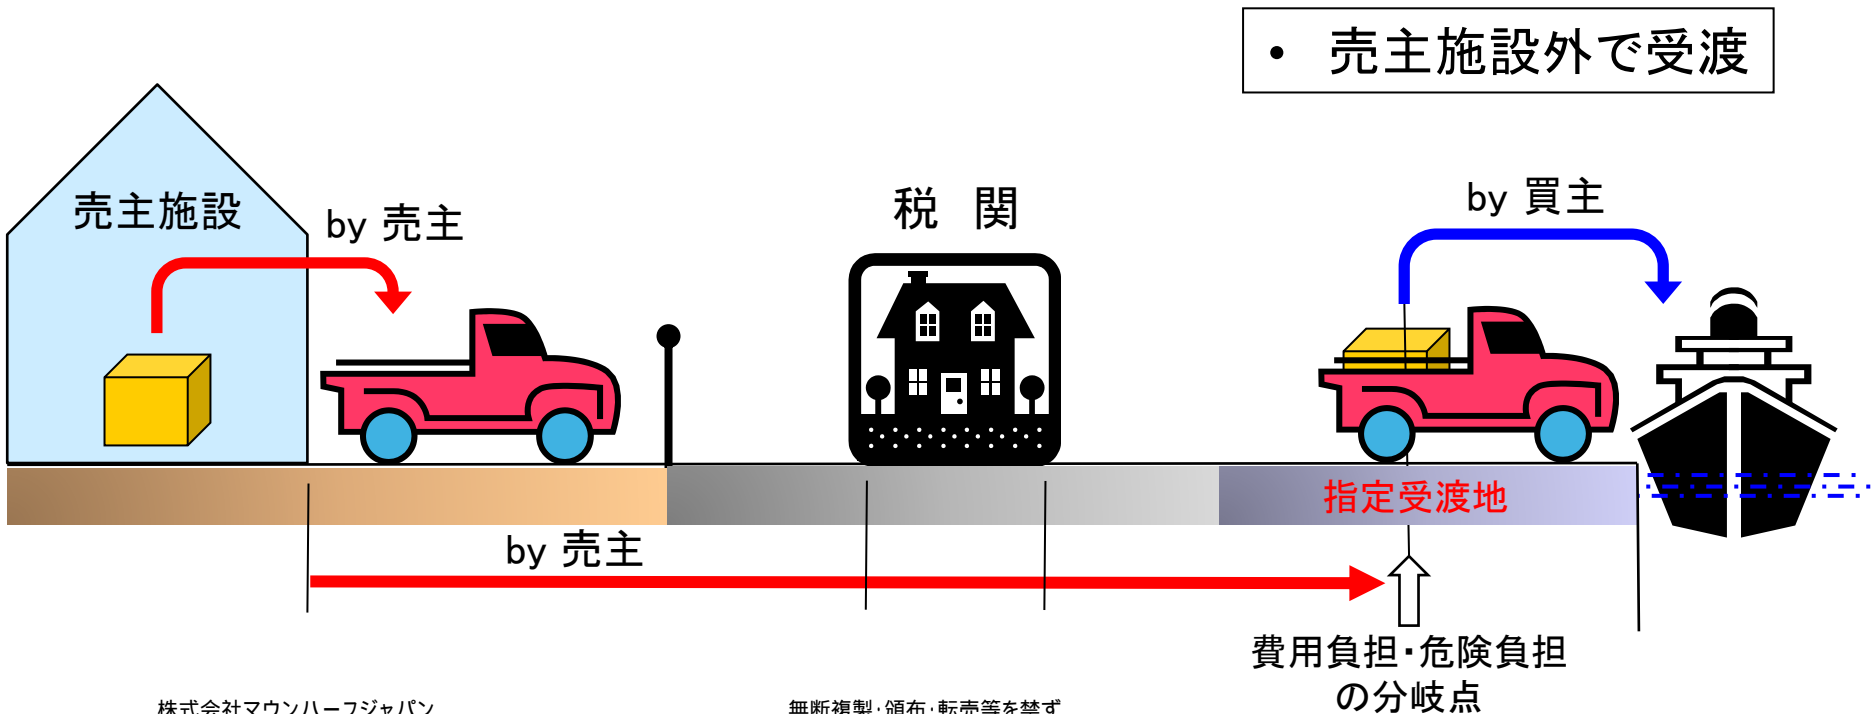 • 売主施設外で受渡
売主施設
by 売主
税 関
by 買主
指定受渡地
by 売主
費用負担・危険負担
の分岐点
株式会社マウンハーフジャパン
無断複製・頒布・転売等を禁ず